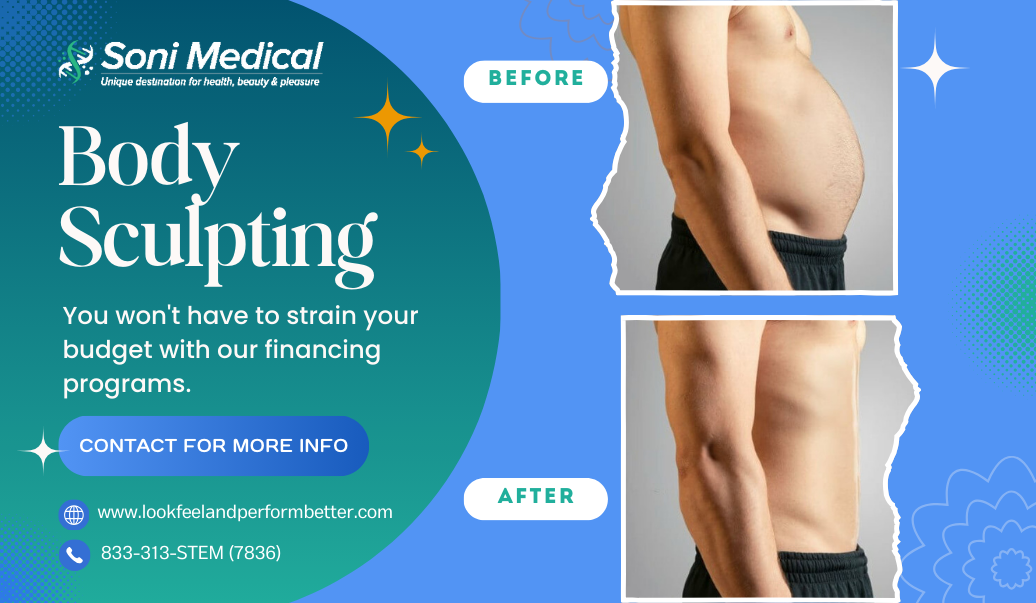 Soni Medical
Unique destination for health, beauty & pleasure
Body
Sculpting
You won't have to strain your
budget with our financing
programs.
CONTACT FOR MORE INFO
www.lookfeelandperformbetter.com
833-313-STEM (7836)
BEFORE
AFTER